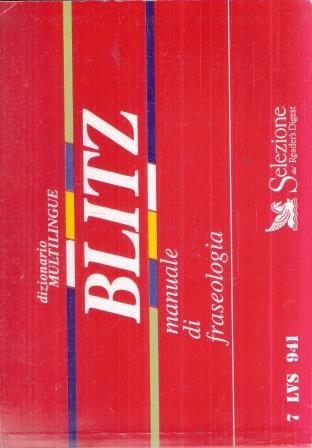 dizionario
MULTILINGUE
BLITZ
manuale
di
fraseologia
Selezione
dal Reader's Digest
7 LVS 941